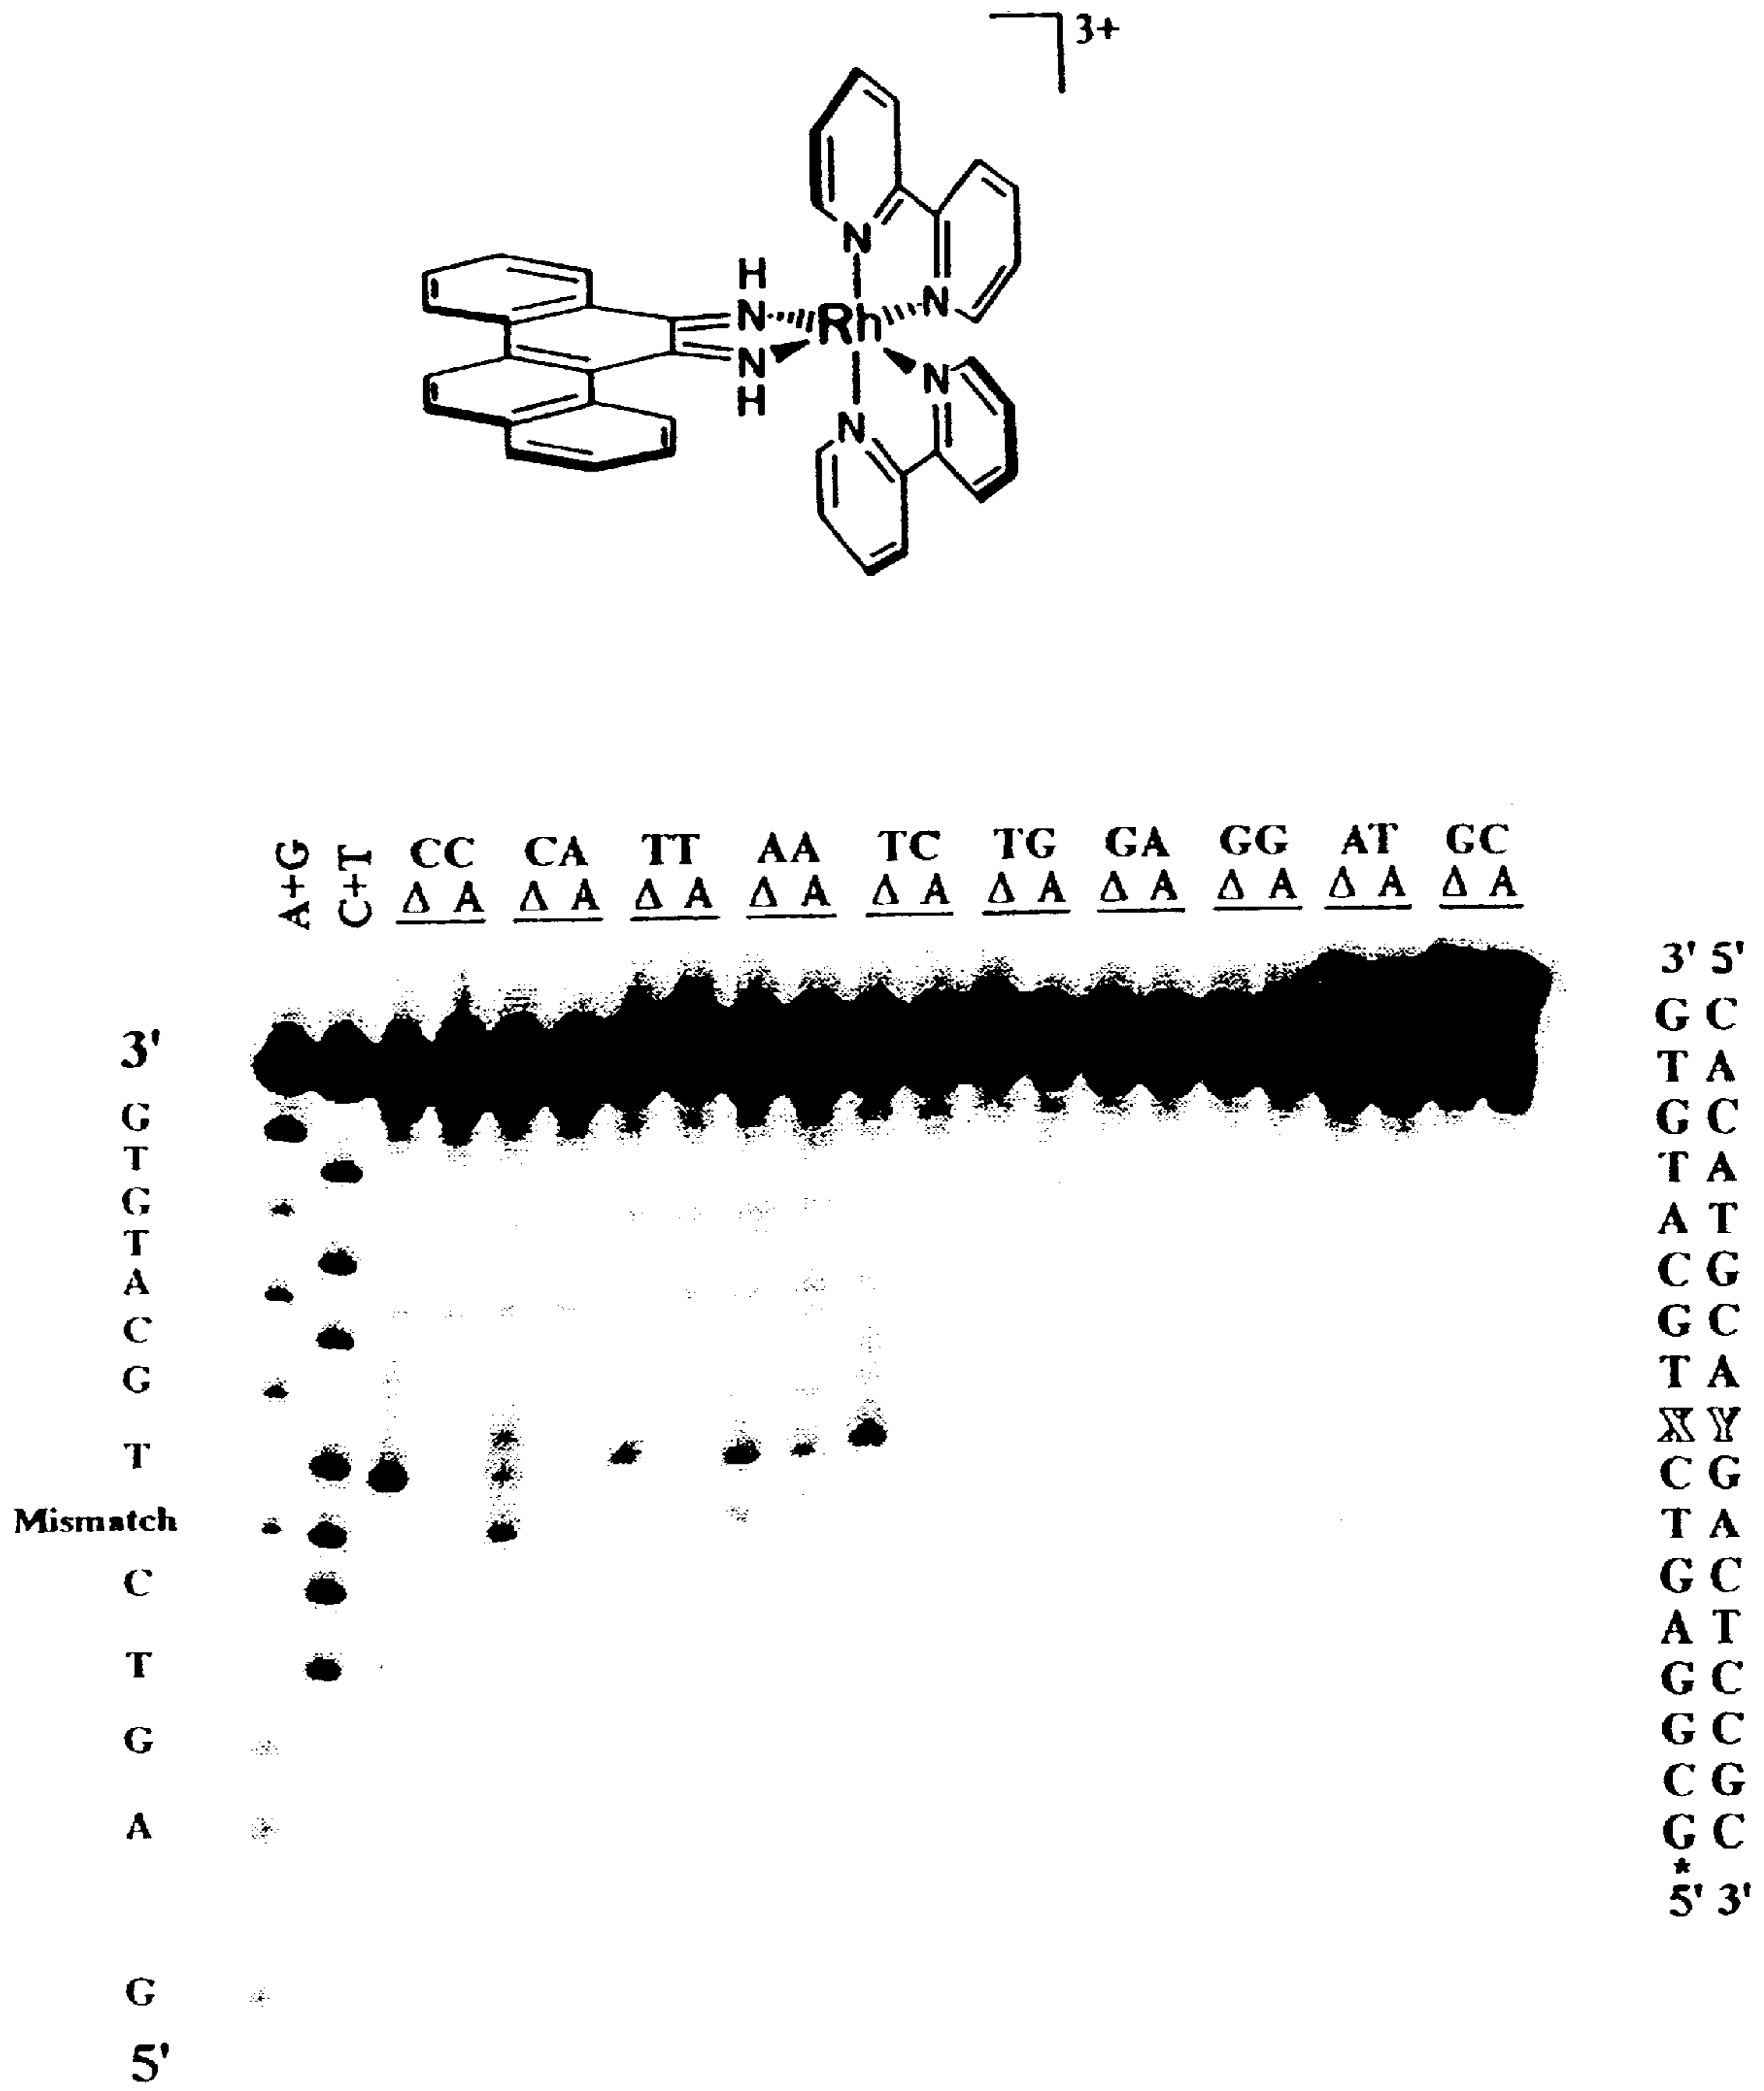 3+
N
N
H
N
Rh
N
H
N
N
A+G C+T CC CA TT AA TC TG GA GG AT GC
Δ Λ Δ Λ Δ Λ Δ Λ Δ Λ Δ Λ Δ Λ Δ Λ Δ Λ Δ Λ
3'
G
T
G
T
A
C
G
T
Mismatch
C
T
G
A
G
5'
3' 5'
G C
T A
G C
T A
A T
C G
G C
T A
X Y
C G
T A
G C
A T
G C
G C
C G
G C
*
5' 3'